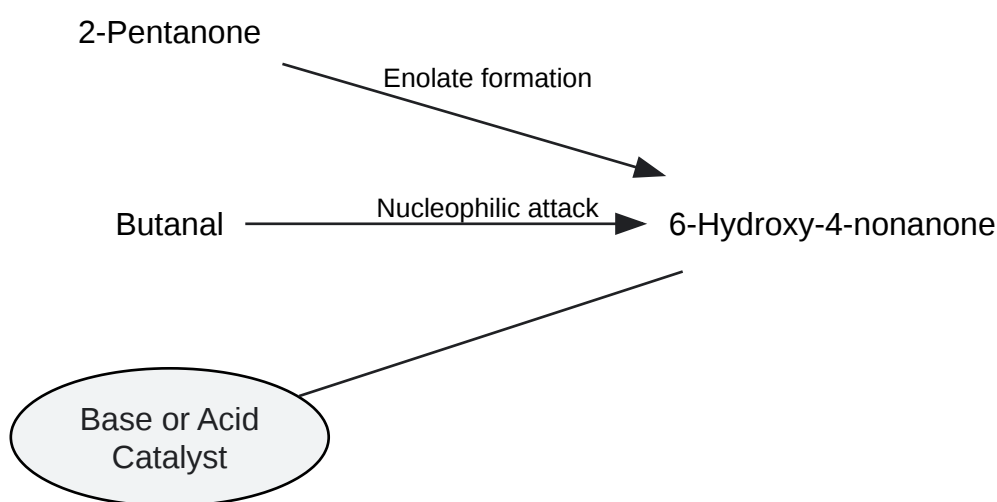 2-Pentanone
Enolate formation
Butanal
Nucleophilic attack
6-Hydroxy-4-nonanone
Base or Acid
Catalyst